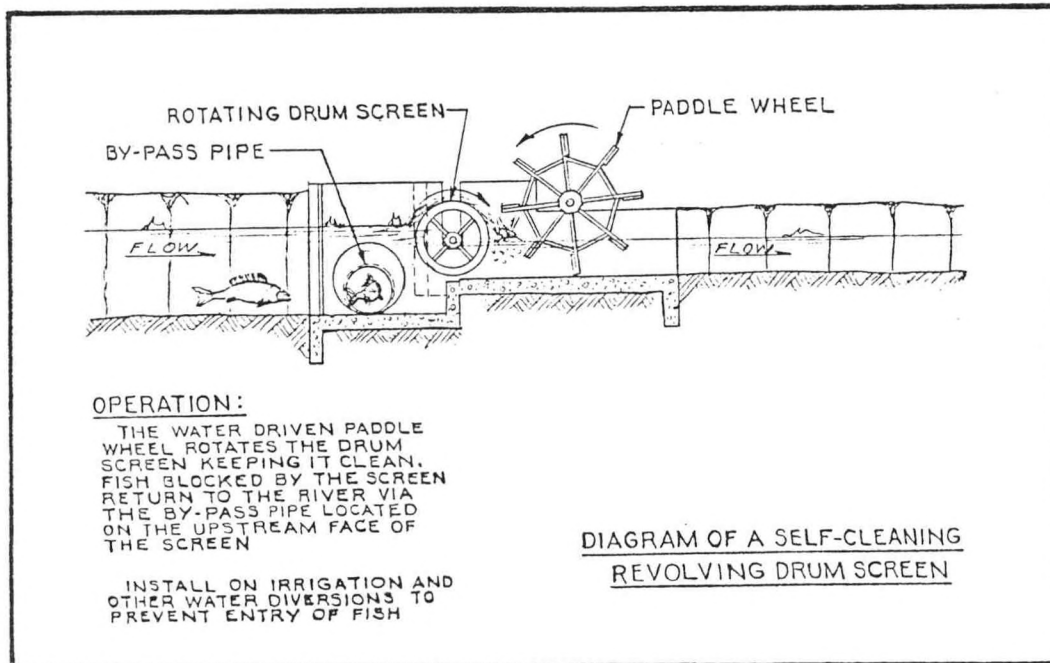 ROTATING DRUM SCREEN
PADDLE WHEEL
BY-PASS PIPE
FLOW
FLOW
OPERATION:
THE WATER DRIVEN PADDLE
WHEEL ROTATES THE DRUM
SCREEN KEEPING IT CLEAN.
FISH BLOCKED BY THE SCREEN
RETURN TO THE RIVER VIA
THE BY-PASS PIPE LOCATED
ON THE UPSTREAM FACE OF
THE SCREEN
INSTALL ON IRRIGATION AND
OTHER WATER DIVERSIONS TO
PREVENT ENTRY OF FISH
DIAGRAM OF A SELF-CLEANING
REVOLVING DRUM SCREEN